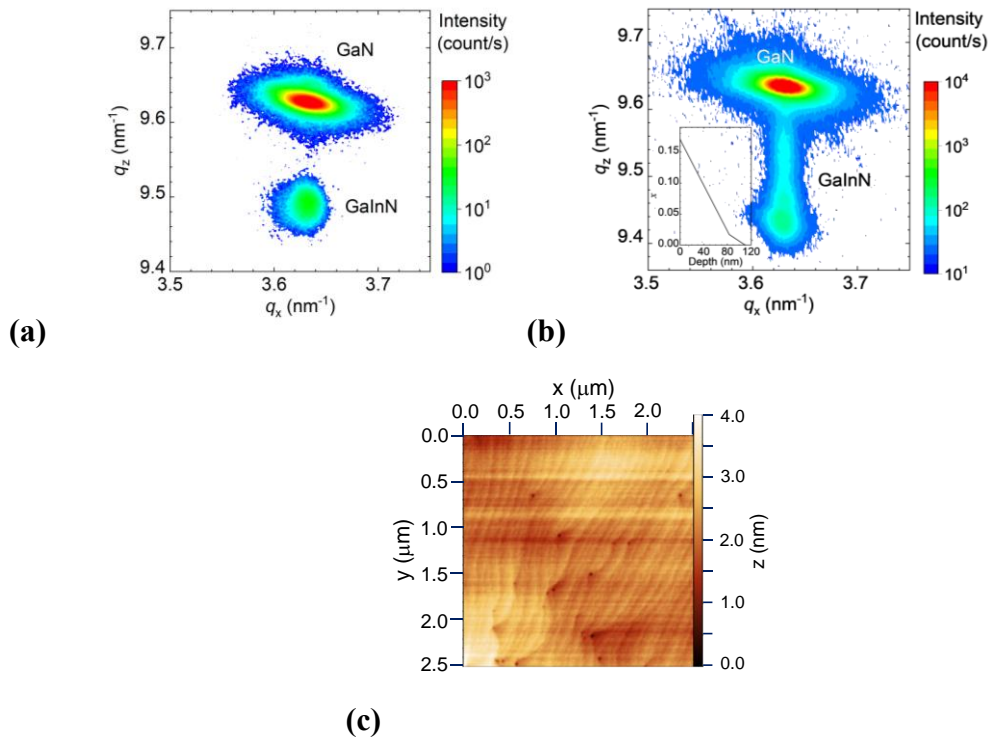 Intensity
(count/s)
GaN
GaInN
9.7
9.6
9.5
9.4
q_z (nm⁻¹)
10³
10²
10¹
10⁰
3.5
3.6
3.7
q_x (nm⁻¹)
(a)
Intensity
(count/s)
GaN
GaInN
9.7
9.6
9.5
9.4
q_z (nm⁻¹)
0.15
0.10
0.05
0.00
x
0
40
80
120
Depth (nm)
10⁴
10³
10²
10¹
3.5
3.6
3.7
q_x (nm⁻¹)
(b)
x (μm)
0.0 0.5 1.0 1.5 2.0
0.0
0.5
1.0
1.5
2.0
2.5
y (μm)
4.0
3.0
2.0
1.0
0.0
z (nm)
(c)